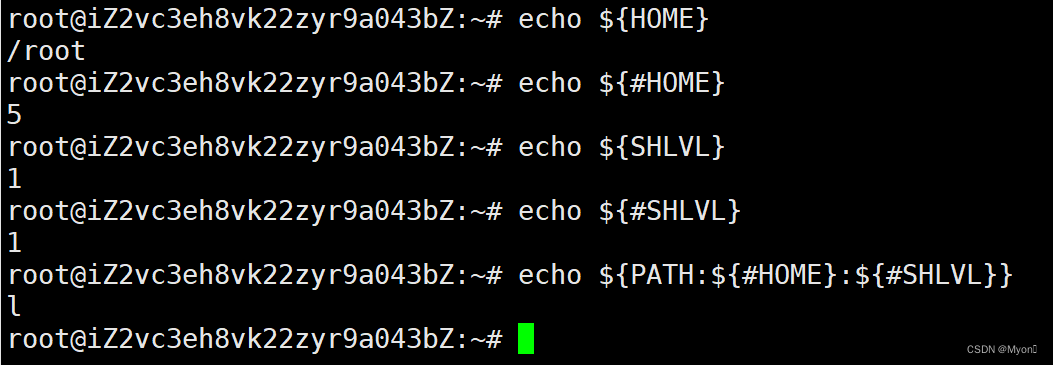 root@iZ2vc3eh8vk22zyr9a043bZ:~# echo ${HOME}
/root
root@iZ2vc3eh8vk22zyr9a043bZ:~# echo ${#HOME}
5
root@iZ2vc3eh8vk22zyr9a043bZ:~# echo ${SHLVL}
1
root@iZ2vc3eh8vk22zyr9a043bZ:~# echo ${#SHLVL}
1
root@iZ2vc3eh8vk22zyr9a043bZ:~# echo ${PATH:${#HOME}:${#SHLVL}}
l
root@iZ2vc3eh8vk22zyr9a043bZ:~#
CSDN @Myon